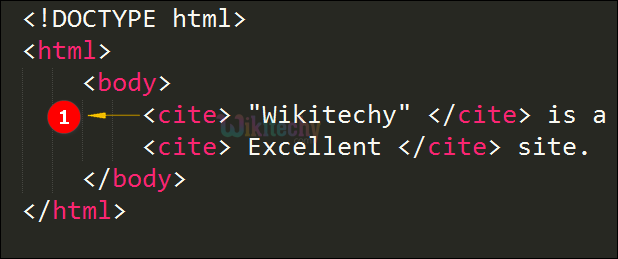 <!DOCTYPE html>
<html>
<body>
1
<cite> "Wikitechy" </cite> is a
Wikitechy
<cite> Excellent </cite> site.
</body>
</html>